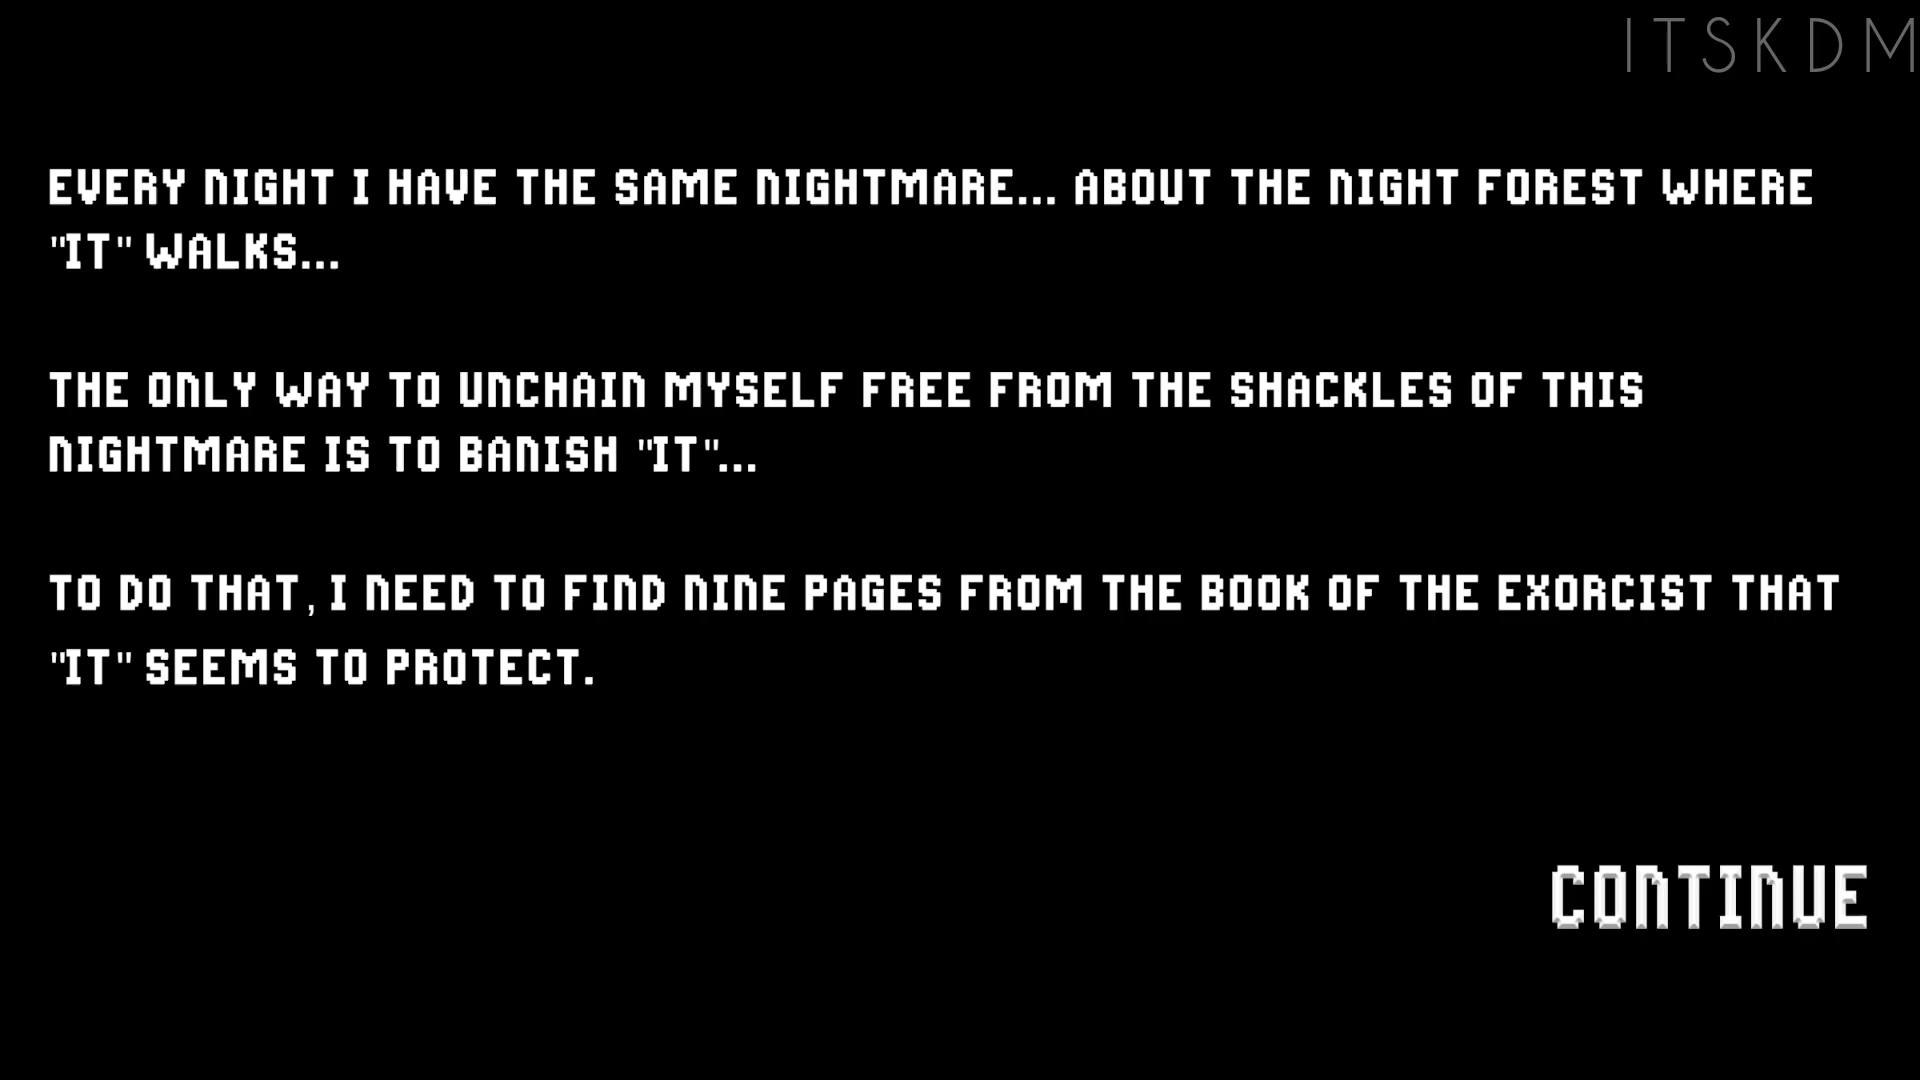 ITSKDM
EVERY NIGHT I HAVE THE SAME NIGHTMARE... ABOUT THE NIGHT FOREST WHERE
"IT" WALKS...
THE ONLY WAY TO UNCHAIN MYSELF FREE FROM THE SHACKLES OF THIS
NIGHTMARE IS TO BANISH "IT"...
TO DO THAT, I NEED TO FIND NINE PAGES FROM THE BOOK OF THE EXORCIST THAT
"IT" SEEMS TO PROTECT.
CONTINUE